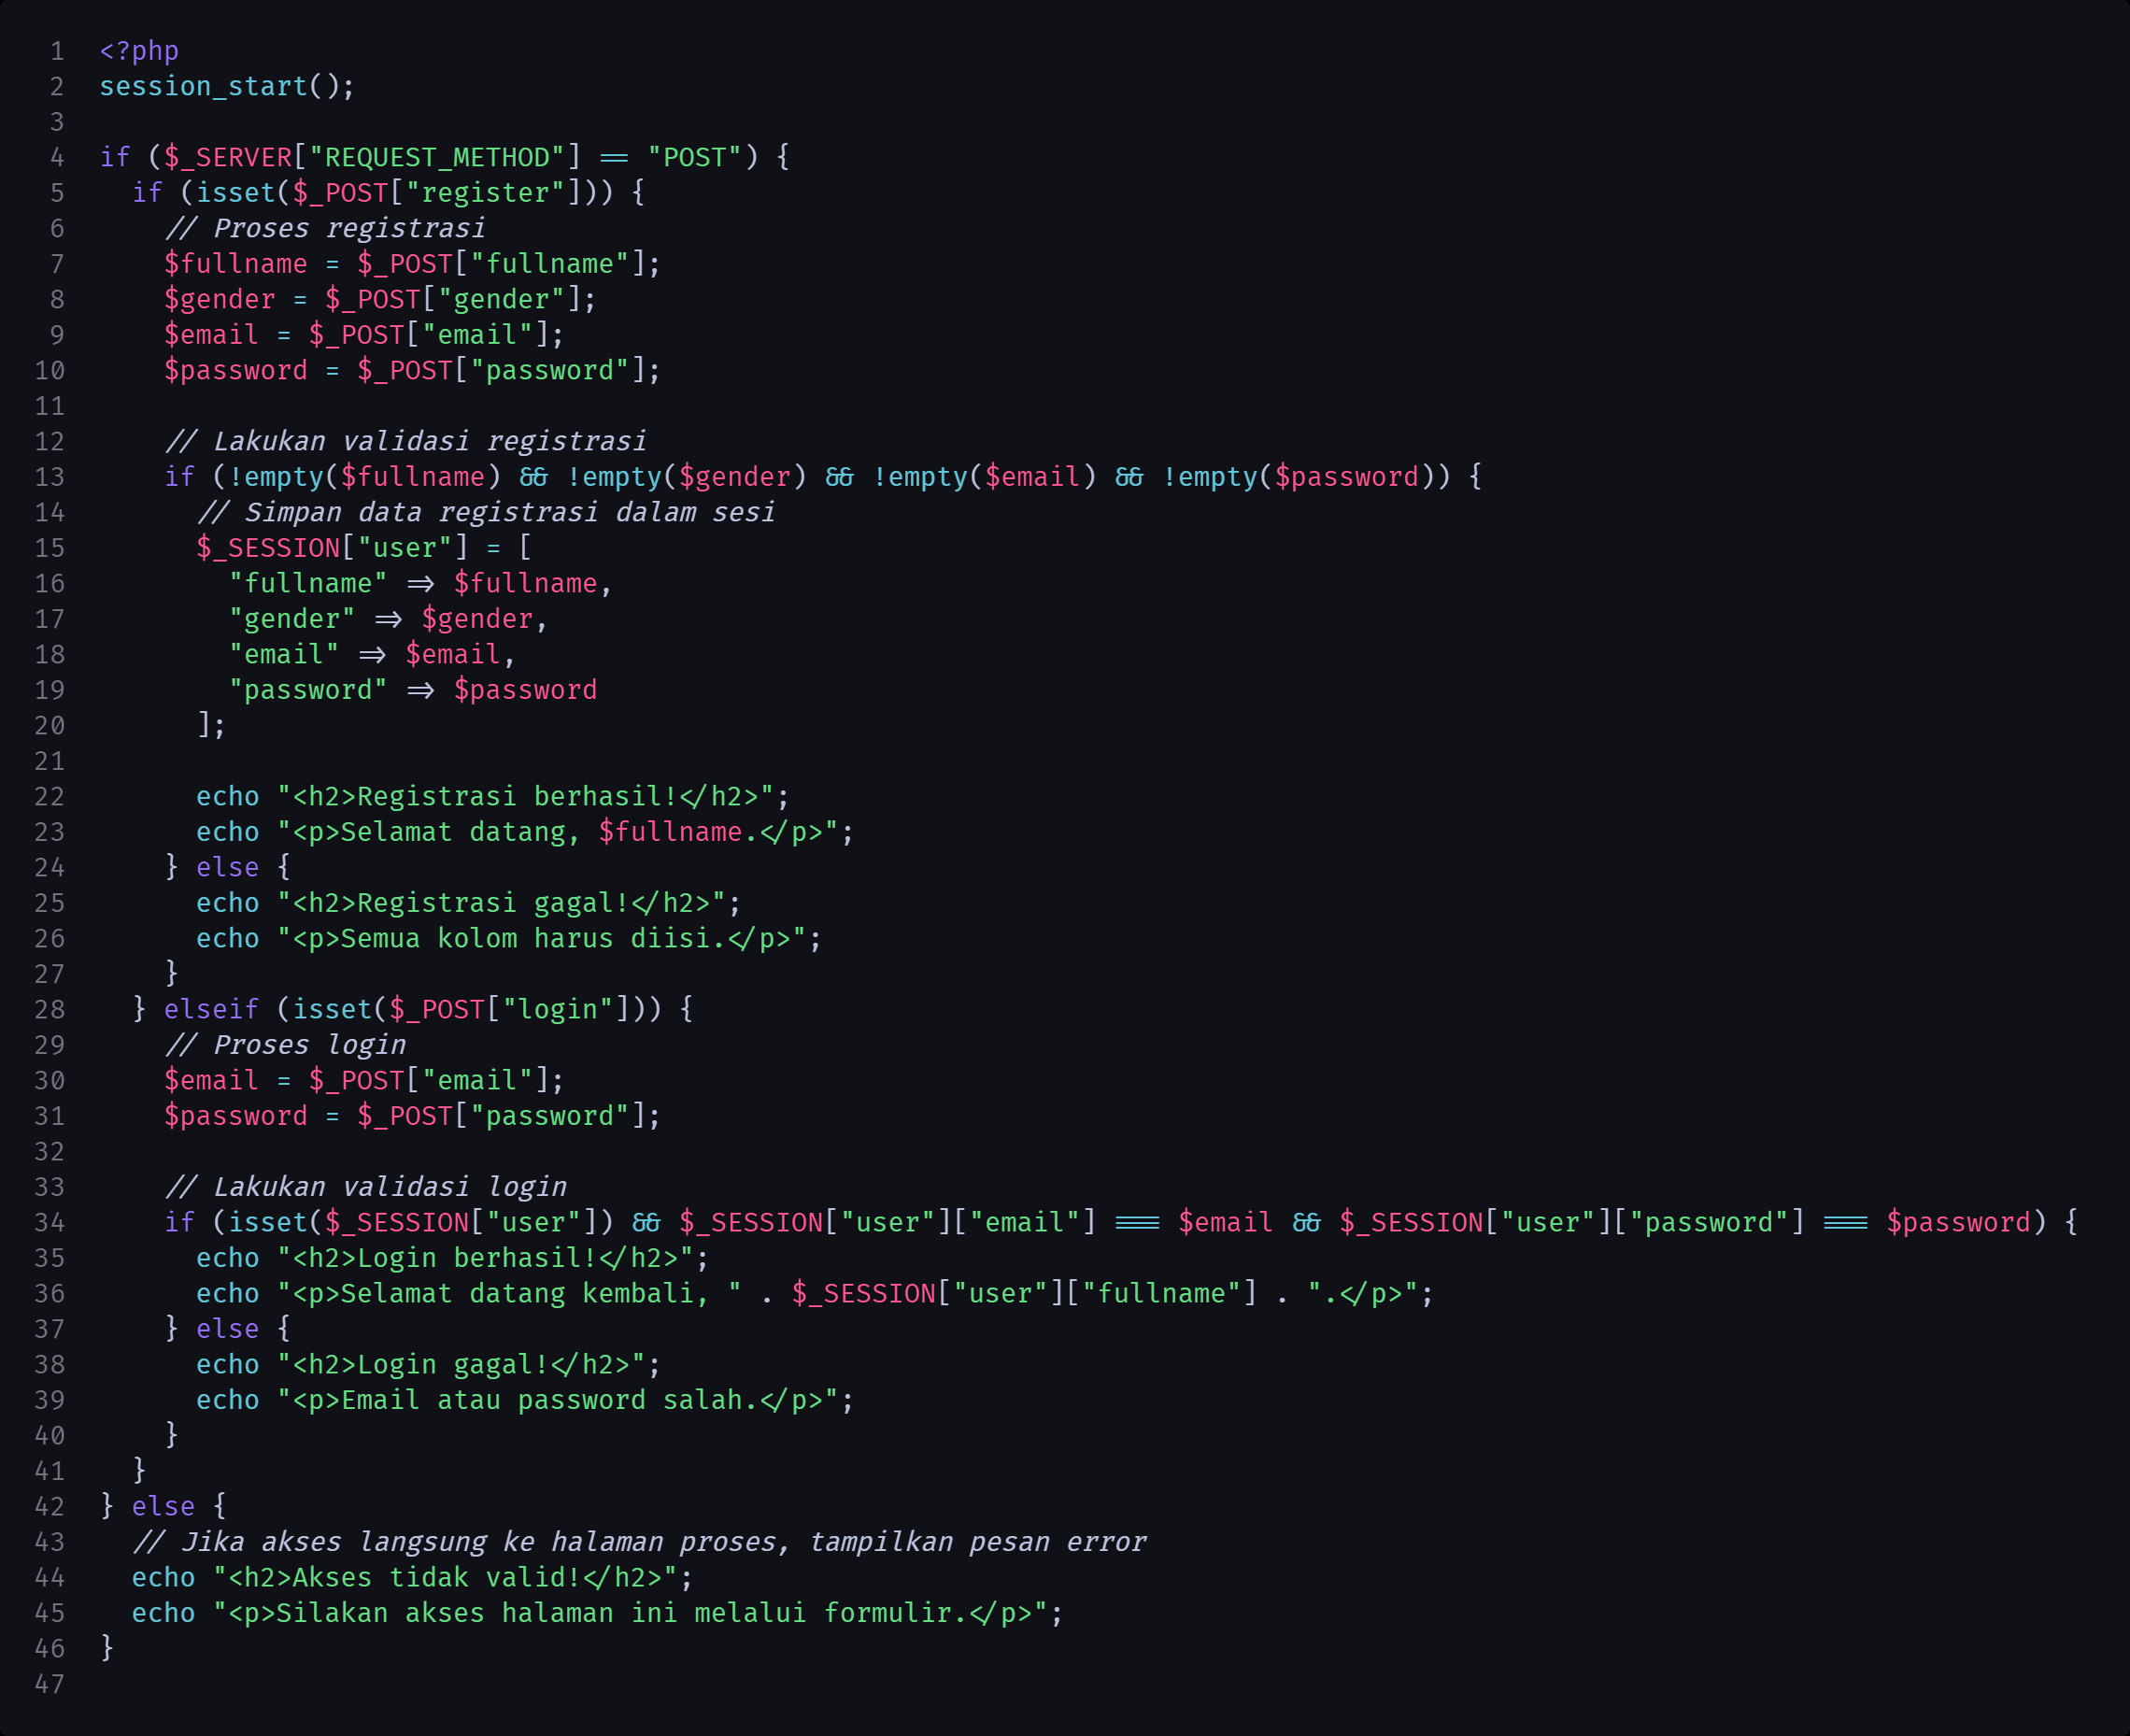 1 <?php
2 session_start();
3
4 if ($_SERVER["REQUEST_METHOD"] == "POST") {
5   if (isset($_POST["register"])) {
6     // Proses registrasi
7     $fullname = $_POST["fullname"];
8     $gender = $_POST["gender"];
9     $email = $_POST["email"];
10     $password = $_POST["password"];
11
12     // Lakukan validasi registrasi
13     if (!empty($fullname) && !empty($gender) && !empty($email) && !empty($password)) {
14       // Simpan data registrasi dalam sesi
15       $_SESSION["user"] = [
16         "fullname" => $fullname,
17         "gender" => $gender,
18         "email" => $email,
19         "password" => $password
20       ];
21
22       echo "<h2>Registrasi berhasil!</h2>";
23       echo "<p>Selamat datang, $fullname.</p>";
24     } else {
25       echo "<h2>Registrasi gagal!</h2>";
26       echo "<p>Semua kolom harus diisi.</p>";
27     }
28   } elseif (isset($_POST["login"])) {
29     // Proses login
30     $email = $_POST["email"];
31     $password = $_POST["password"];
32
33     // Lakukan validasi login
34     if (isset($_SESSION["user"]) && $_SESSION["user"]["email"] === $email && $_SESSION["user"]["password"] === $password) {
35       echo "<h2>Login berhasil!</h2>";
36       echo "<p>Selamat datang kembali, " . $_SESSION["user"]["fullname"] . ".</p>";
37     } else {
38       echo "<h2>Login gagal!</h2>";
39       echo "<p>Email atau password salah.</p>";
40     }
41   }
42 } else {
43   // Jika akses langsung ke halaman proses, tampilkan pesan error
44   echo "<h2>Akses tidak valid!</h2>";
45   echo "<p>Silakan akses halaman ini melalui formulir.</p>";
46 }
47